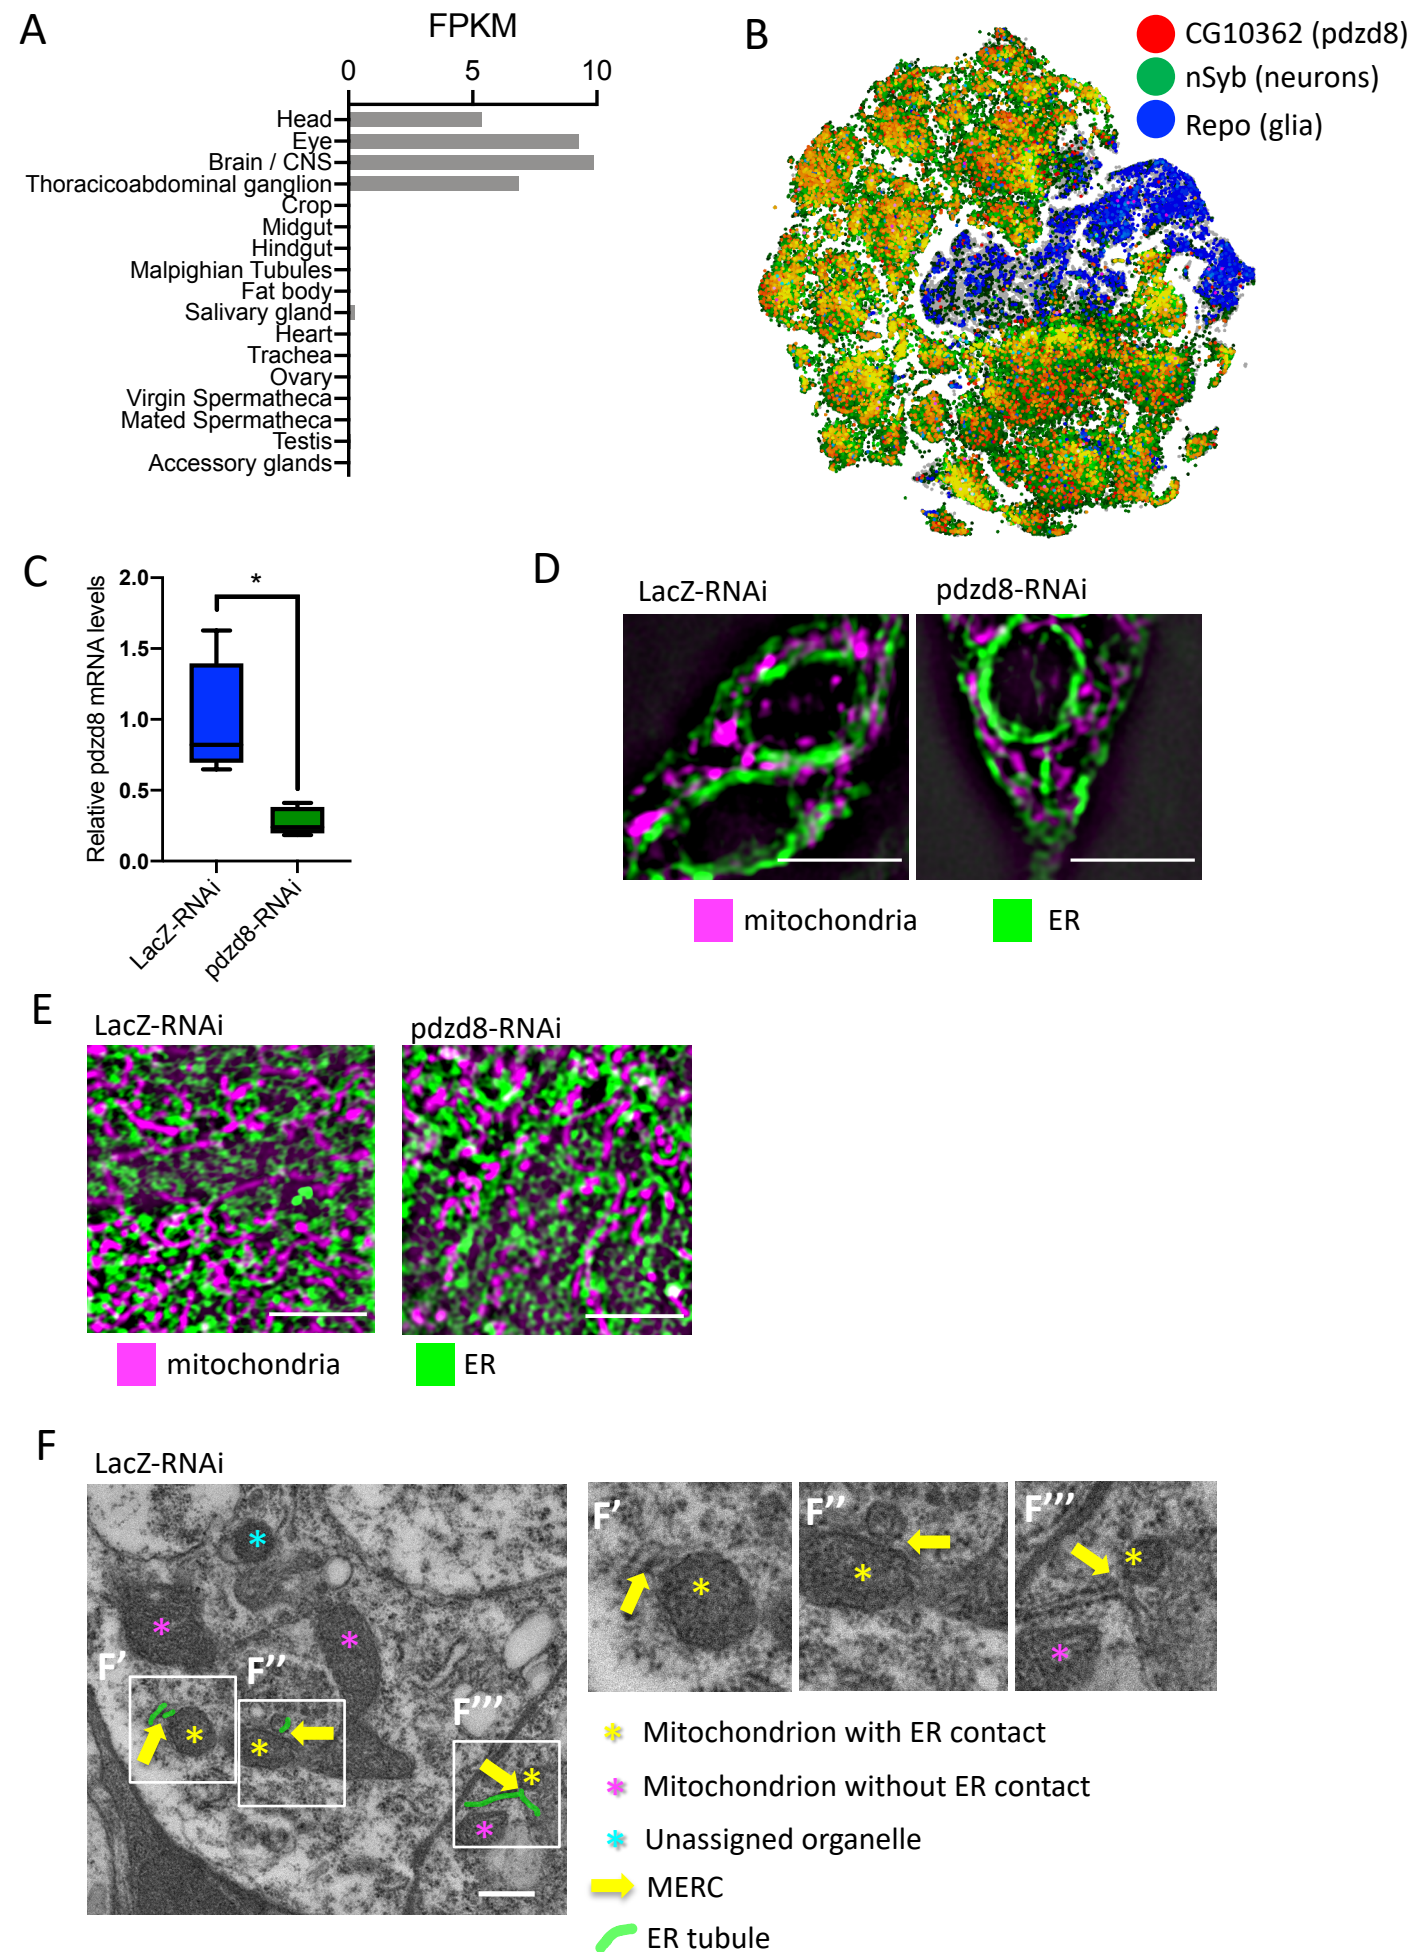 A
FPKM
0 5 10
Head
Eye
Brain / CNS
Thoracicoabdominal ganglion
Crop
Midgut
Hindgut
Malpighian Tubules
Fat body
Salivary gland
Heart
Trachea
Ovary
Virgin Spermatheca
Mated Spermatheca
Testis
Accessory glands
B
CG10362 (pdzd8)
nSyb (neurons)
Repo (glia)
C
Relative pdzd8 mRNA levels
2.0
1.5
1.0
0.5
0.0
*
LacZ-RNAi
pdzd8-RNAi
D
LacZ-RNAi
pdzd8-RNAi
mitochondria
ER
E
LacZ-RNAi
pdzd8-RNAi
mitochondria
ER
F
LacZ-RNAi
F'
F''
F'''
F'
F''
F'''
* Mitochondrion with ER contact
* Mitochondrion without ER contact
* Unassigned organelle
MERC
ER tubule